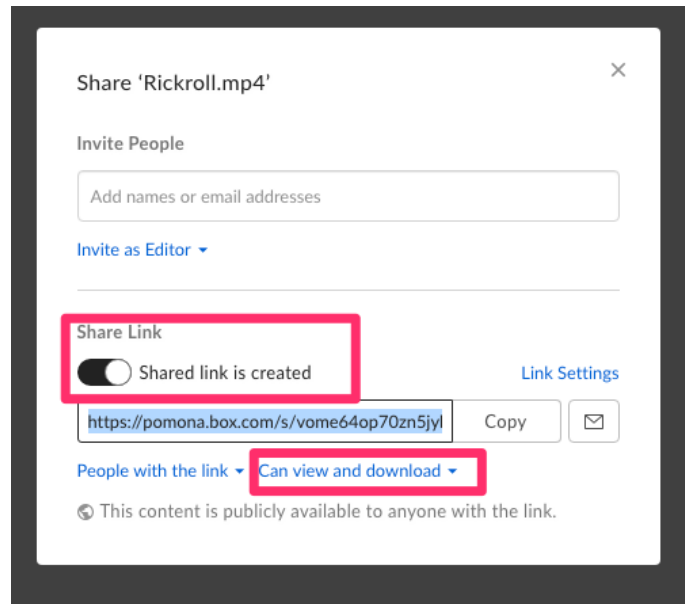 Share ‘Rickroll.mp4’
Invite People
Add names or email addresses
Invite as Editor
Share Link
Shared link is created
Link Settings
https://pomona.box.com/s/vome64op70zn5jyl
Copy
People with the link
Can view and download
This content is publicly available to anyone with the link.